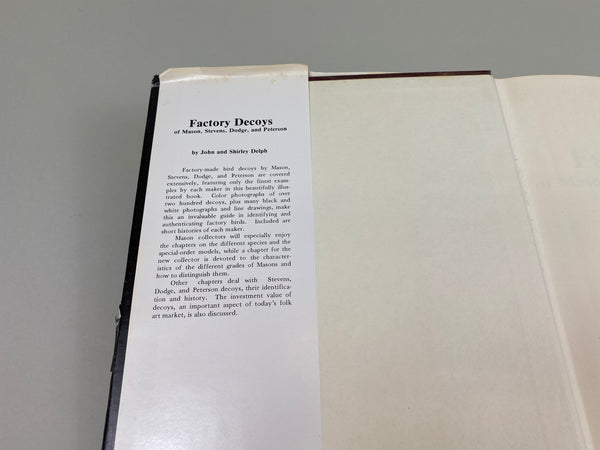 Factory Decoys
of Mason, Stevens, Dodge, and Peterson
by John and Shirley Delph
Factory-made bird decoys by Mason,
Stevens, Dodge, and Peterson are covered
extensively, featuring only the finest exam-
ples by each maker in this beautifully illus-
trated book. Color photographs of over
two hundred decoys, plus many black and
white photographs and line drawings, make
this an invaluable guide in identifying and
authenticating factory birds. Included are
short histories of each maker.
Mason collectors will especially enjoy
the chapters on the different species and the
special-order models, while a chapter for the
new collector is devoted to the character-
istics of the different grades of Masons and
how to distinguish them.
Other chapters deal with Stevens,
Dodge, and Peterson decoys, their identifica-
tion and history. The investment value of
decoys, an important aspect of today's folk
art market, is also discussed.